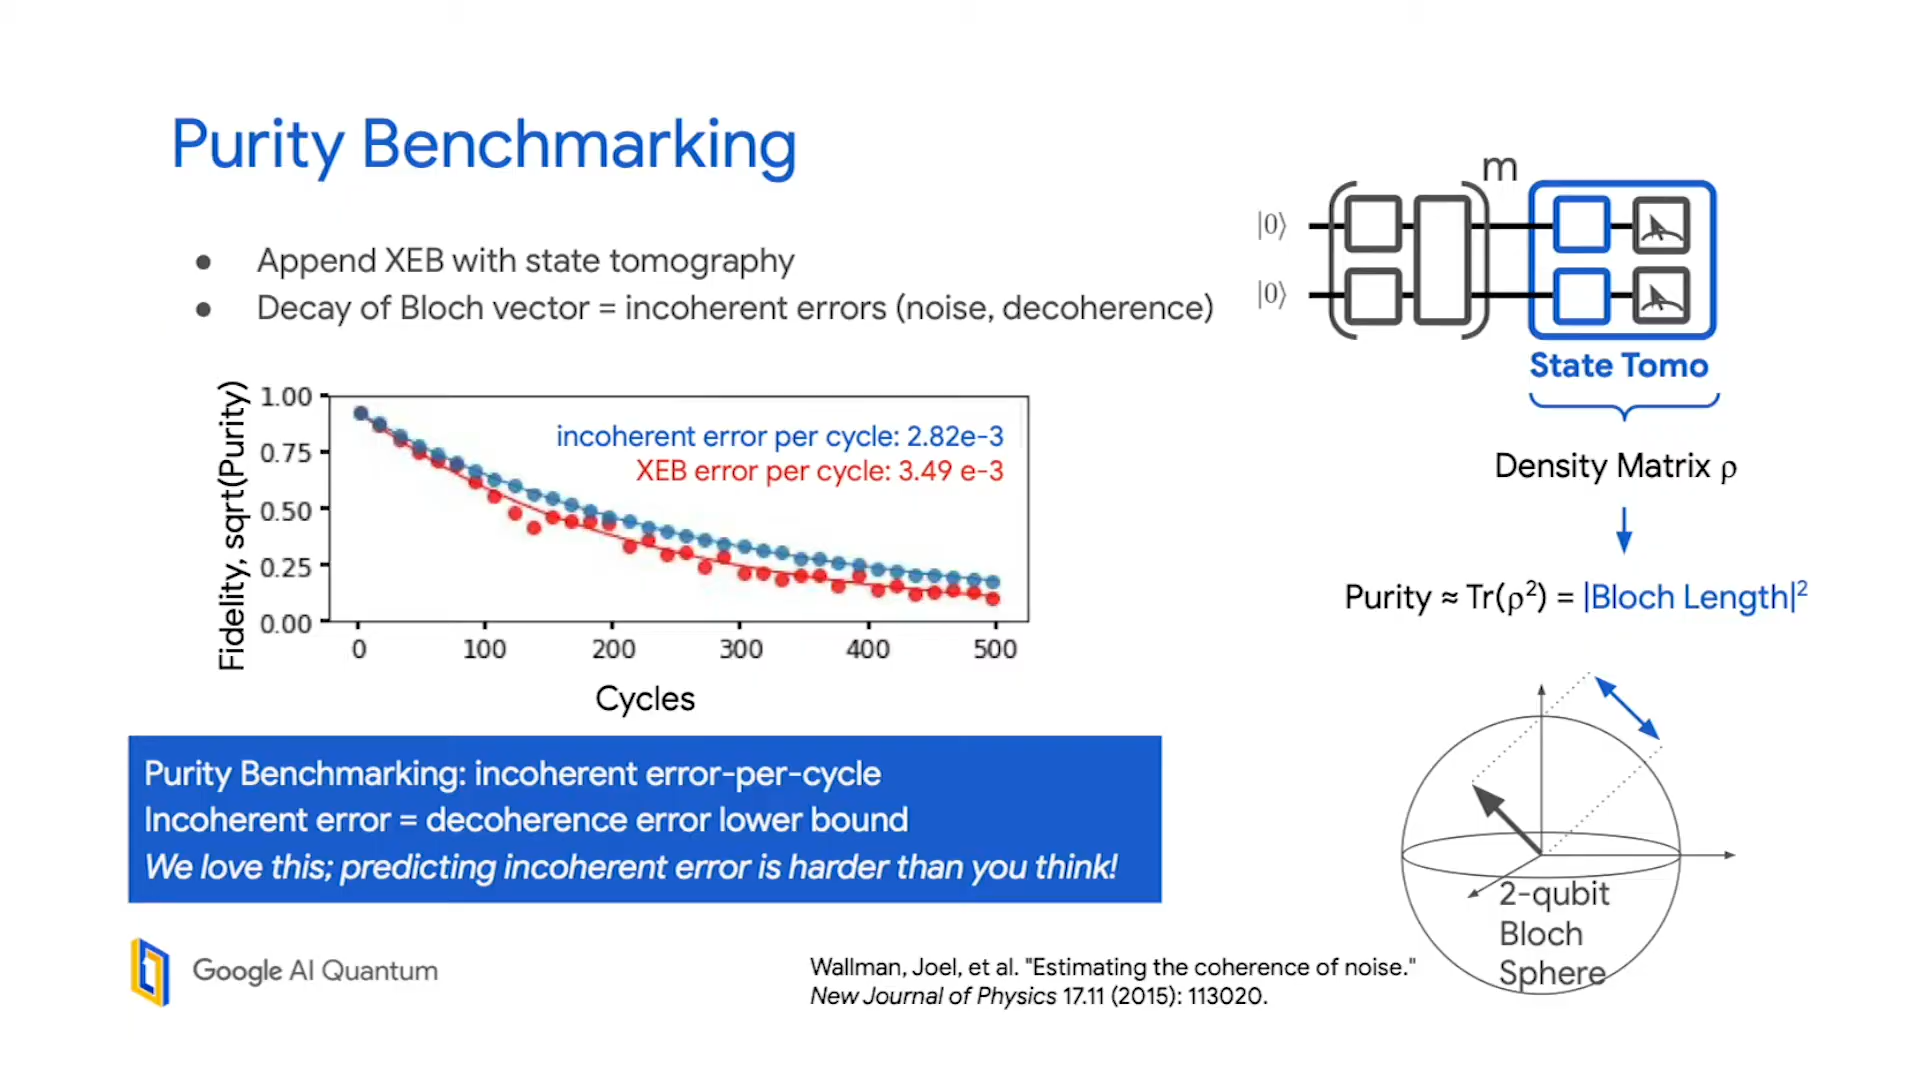 Purity Benchmarking
● Append XEB with state tomography
● Decay of Bloch vector = incoherent errors (noise, decoherence)
m
|0⟩
|0⟩
State Tomo
Density Matrix ρ
Purity ≈ Tr(ρ²) = |Bloch Length|²
2-qubit
Bloch
Sphere
Fidelity, sqrt(Purity)
1.00
0.75
0.50
0.25
0.00
incoherent error per cycle: 2.82e-3
XEB error per cycle: 3.49 e-3
0 100 200 300 400 500
Cycles
Purity Benchmarking: incoherent error-per-cycle
Incoherent error = decoherence error lower bound
We love this; predicting incoherent error is harder than you think!
Google AI Quantum
Wallman, Joel, et al. "Estimating the coherence of noise."
New Journal of Physics 17.11 (2015): 113020.